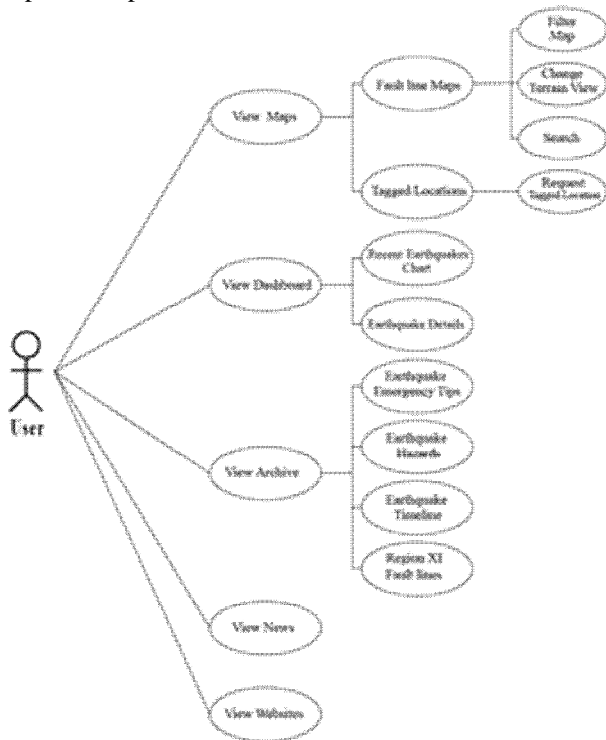 Filter
Map
Fault line Maps
Change
Terrain View
View Maps
Search
Tagged Locations
Request
tagged Location
Recent Earthquakes
Chart
View Dashboard
Earthquake Details
User
Earthquake
Emergency Tips
Earthquake
Hazards
View Archive
Earthquake
Timeline
Region XI
Fault lines
View News
View Websites